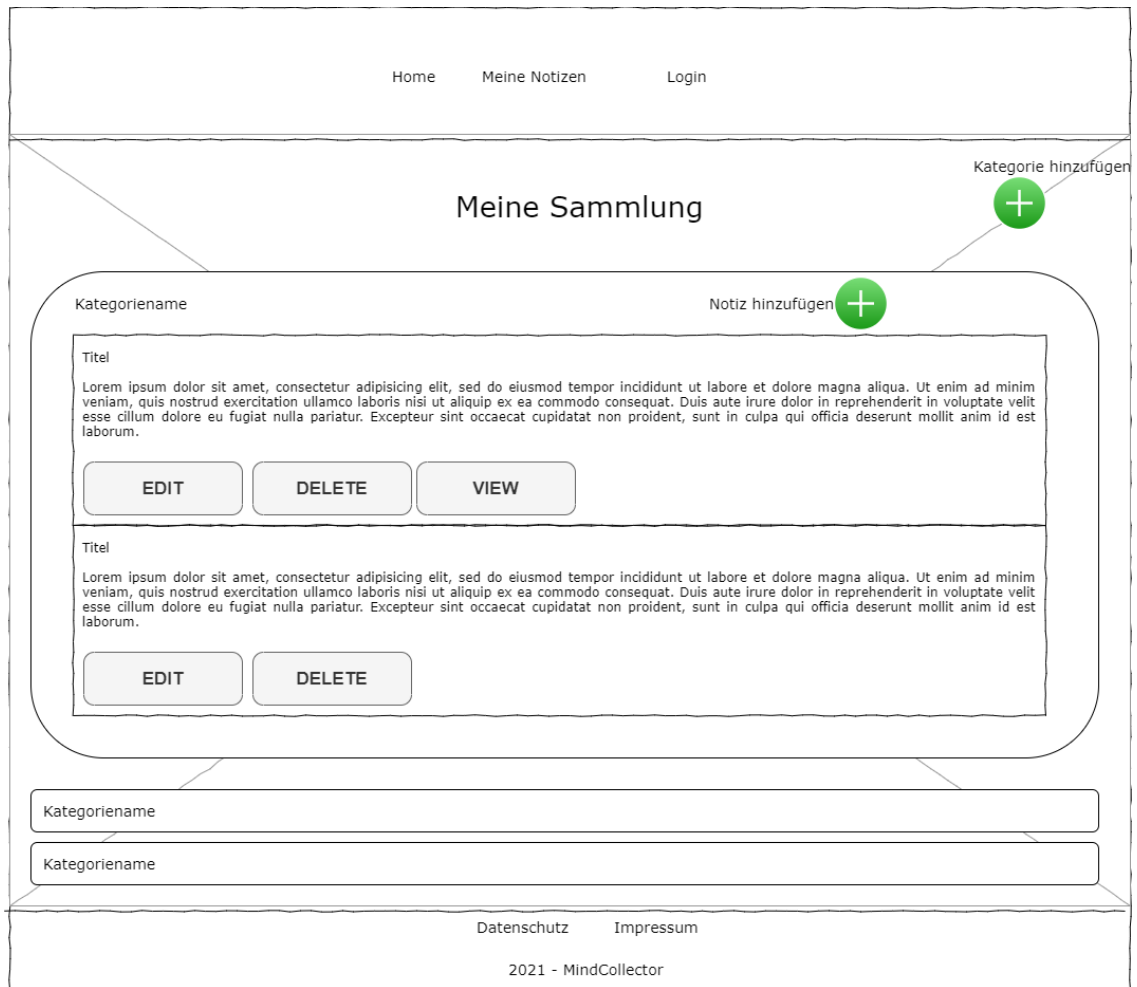 Home Meine Notizen Login
Kategorie hinzufügen
Meine Sammlung
Kategoriename Notiz hinzufügen
Titel
Lorem ipsum dolor sit amet, consectetur adipisicing elit, sed do eiusmod tempor incididunt ut labore et dolore magna aliqua. Ut enim ad minim
veniam, quis nostrud exercitation ullamco laboris nisi ut aliquip ex ea commodo consequat. Duis aute irure dolor in reprehenderit in voluptate velit
esse cillum dolore eu fugiat nulla pariatur. Excepteur sint occaecat cupidatat non proident, sunt in culpa qui officia deserunt mollit anim id est
laborum.
EDIT DELETE VIEW
Titel
Lorem ipsum dolor sit amet, consectetur adipisicing elit, sed do eiusmod tempor incididunt ut labore et dolore magna aliqua. Ut enim ad minim
veniam, quis nostrud exercitation ullamco laboris nisi ut aliquip ex ea commodo consequat. Duis aute irure dolor in reprehenderit in voluptate velit
esse cillum dolore eu fugiat nulla pariatur. Excepteur sint occaecat cupidatat non proident, sunt in culpa qui officia deserunt mollit anim id est
laborum.
EDIT DELETE
Kategoriename
Kategoriename
Datenschutz Impressum
2021 - MindCollector